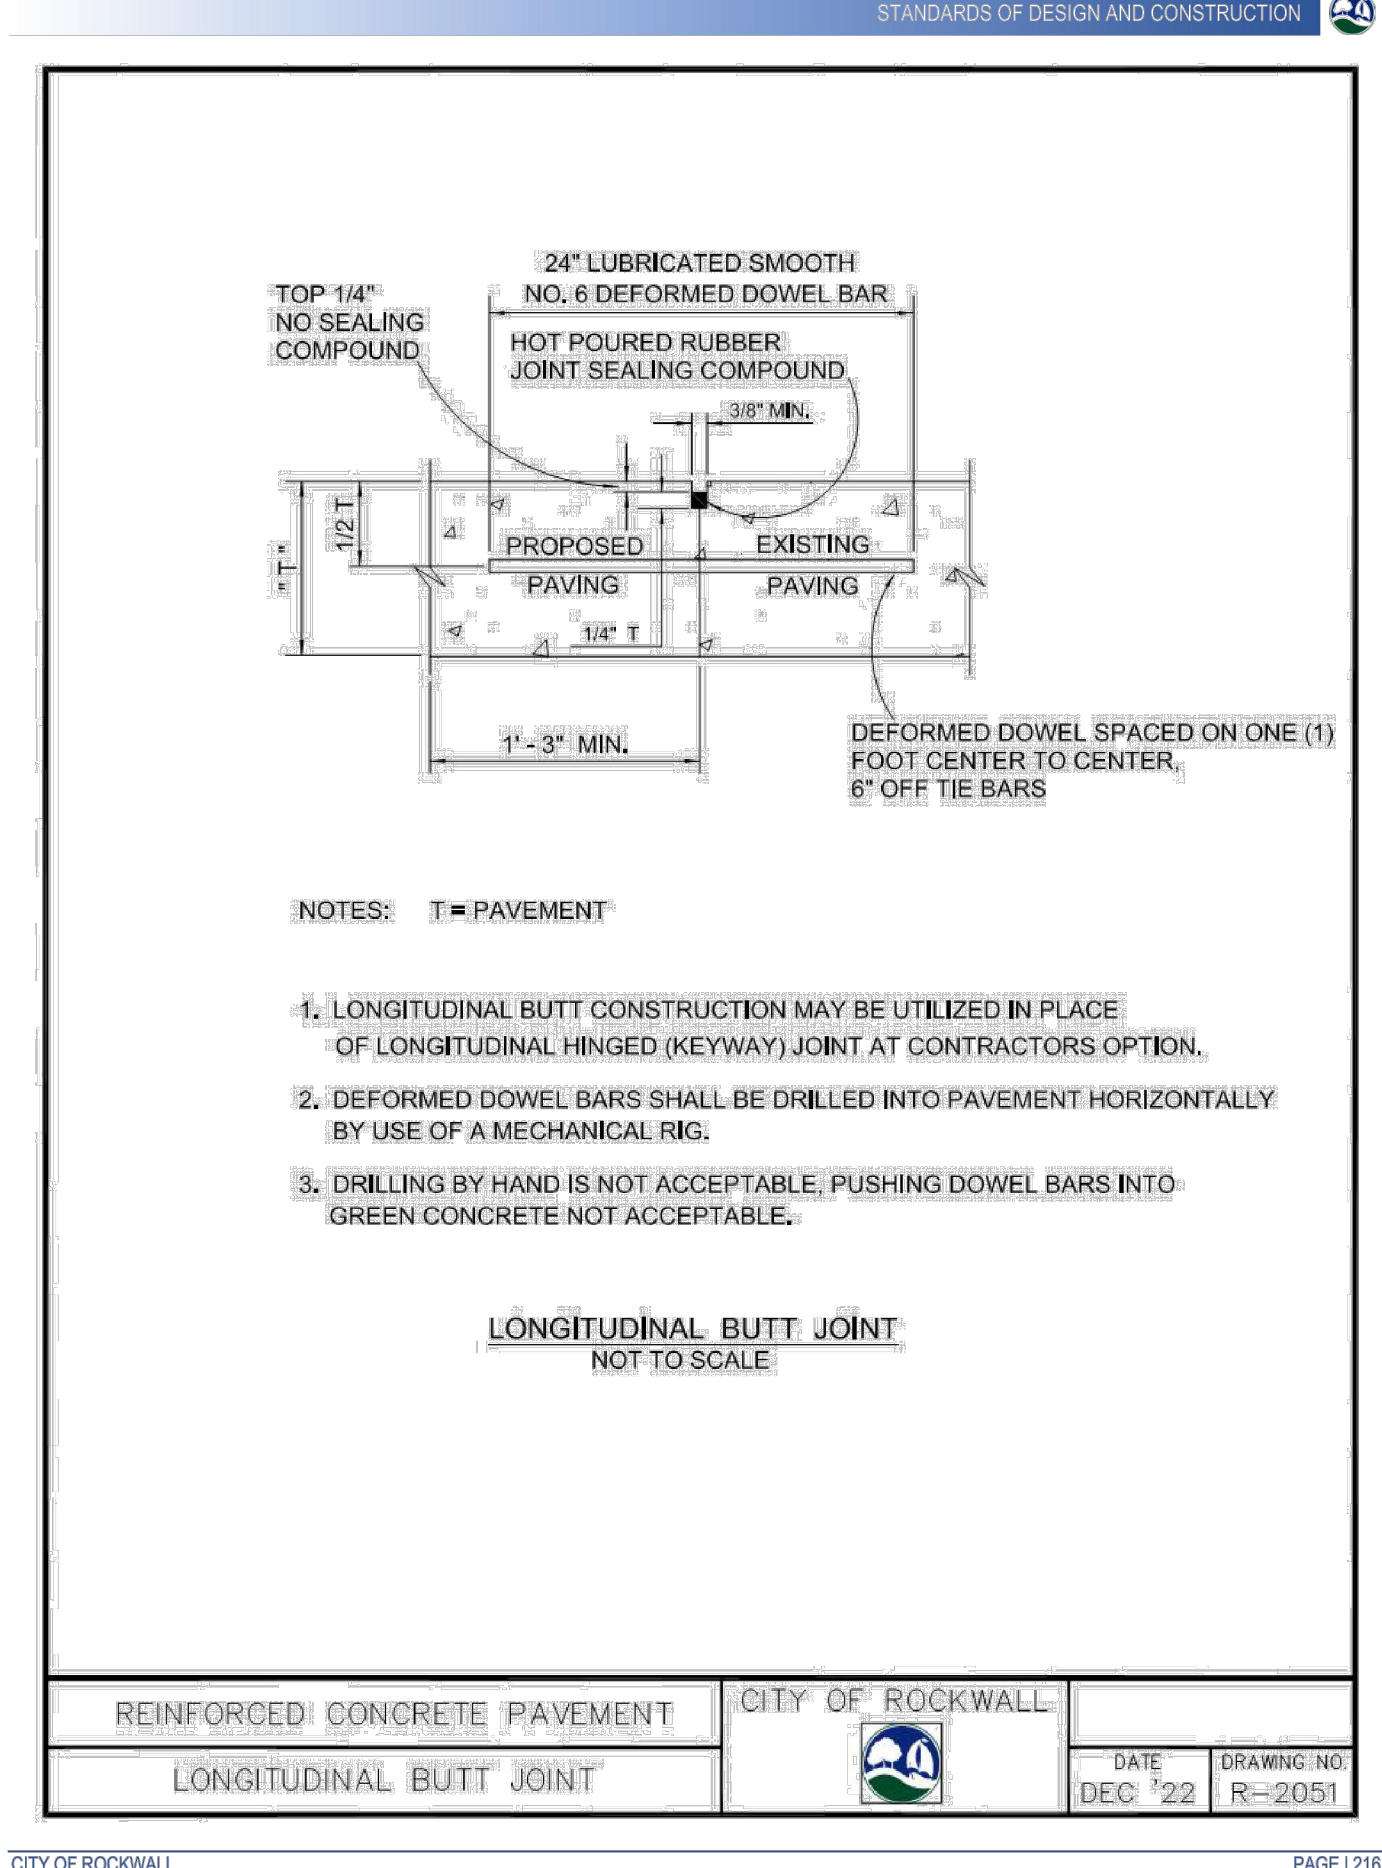 STANDARDS OF DESIGN AND CONSTRUCTION
24" LUBRICATED SMOOTH
NO. 6 DEFORMED DOWEL BAR
TOP 1/4"
NO SEALING
COMPOUND
HOT POURED RUBBER
JOINT SEALING COMPOUND
3/8" MIN.
"T"
1/2 T
PROPOSED
PAVING
EXISTING
PAVING
1/4" T
1' - 3" MIN.
DEFORMED DOWEL SPACED ON ONE (1)
FOOT CENTER TO CENTER,
6" OFF TIE BARS
NOTES: T = PAVEMENT
1. LONGITUDINAL BUTT CONSTRUCTION MAY BE UTILIZED IN PLACE
OF LONGITUDINAL HINGED (KEYWAY) JOINT AT CONTRACTORS OPTION.
2. DEFORMED DOWEL BARS SHALL BE DRILLED INTO PAVEMENT HORIZONTALLY
BY USE OF A MECHANICAL RIG.
3. DRILLING BY HAND IS NOT ACCEPTABLE, PUSHING DOWEL BARS INTO
GREEN CONCRETE NOT ACCEPTABLE.
LONGITUDINAL BUTT JOINT
NOT TO SCALE
REINFORCED CONCRETE PAVEMENT
LONGITUDINAL BUTT JOINT
CITY OF ROCKWALL
DATE
DEC '22
DRAWING NO.
R-2051
CITY OF ROCKWALL
PAGE | 216